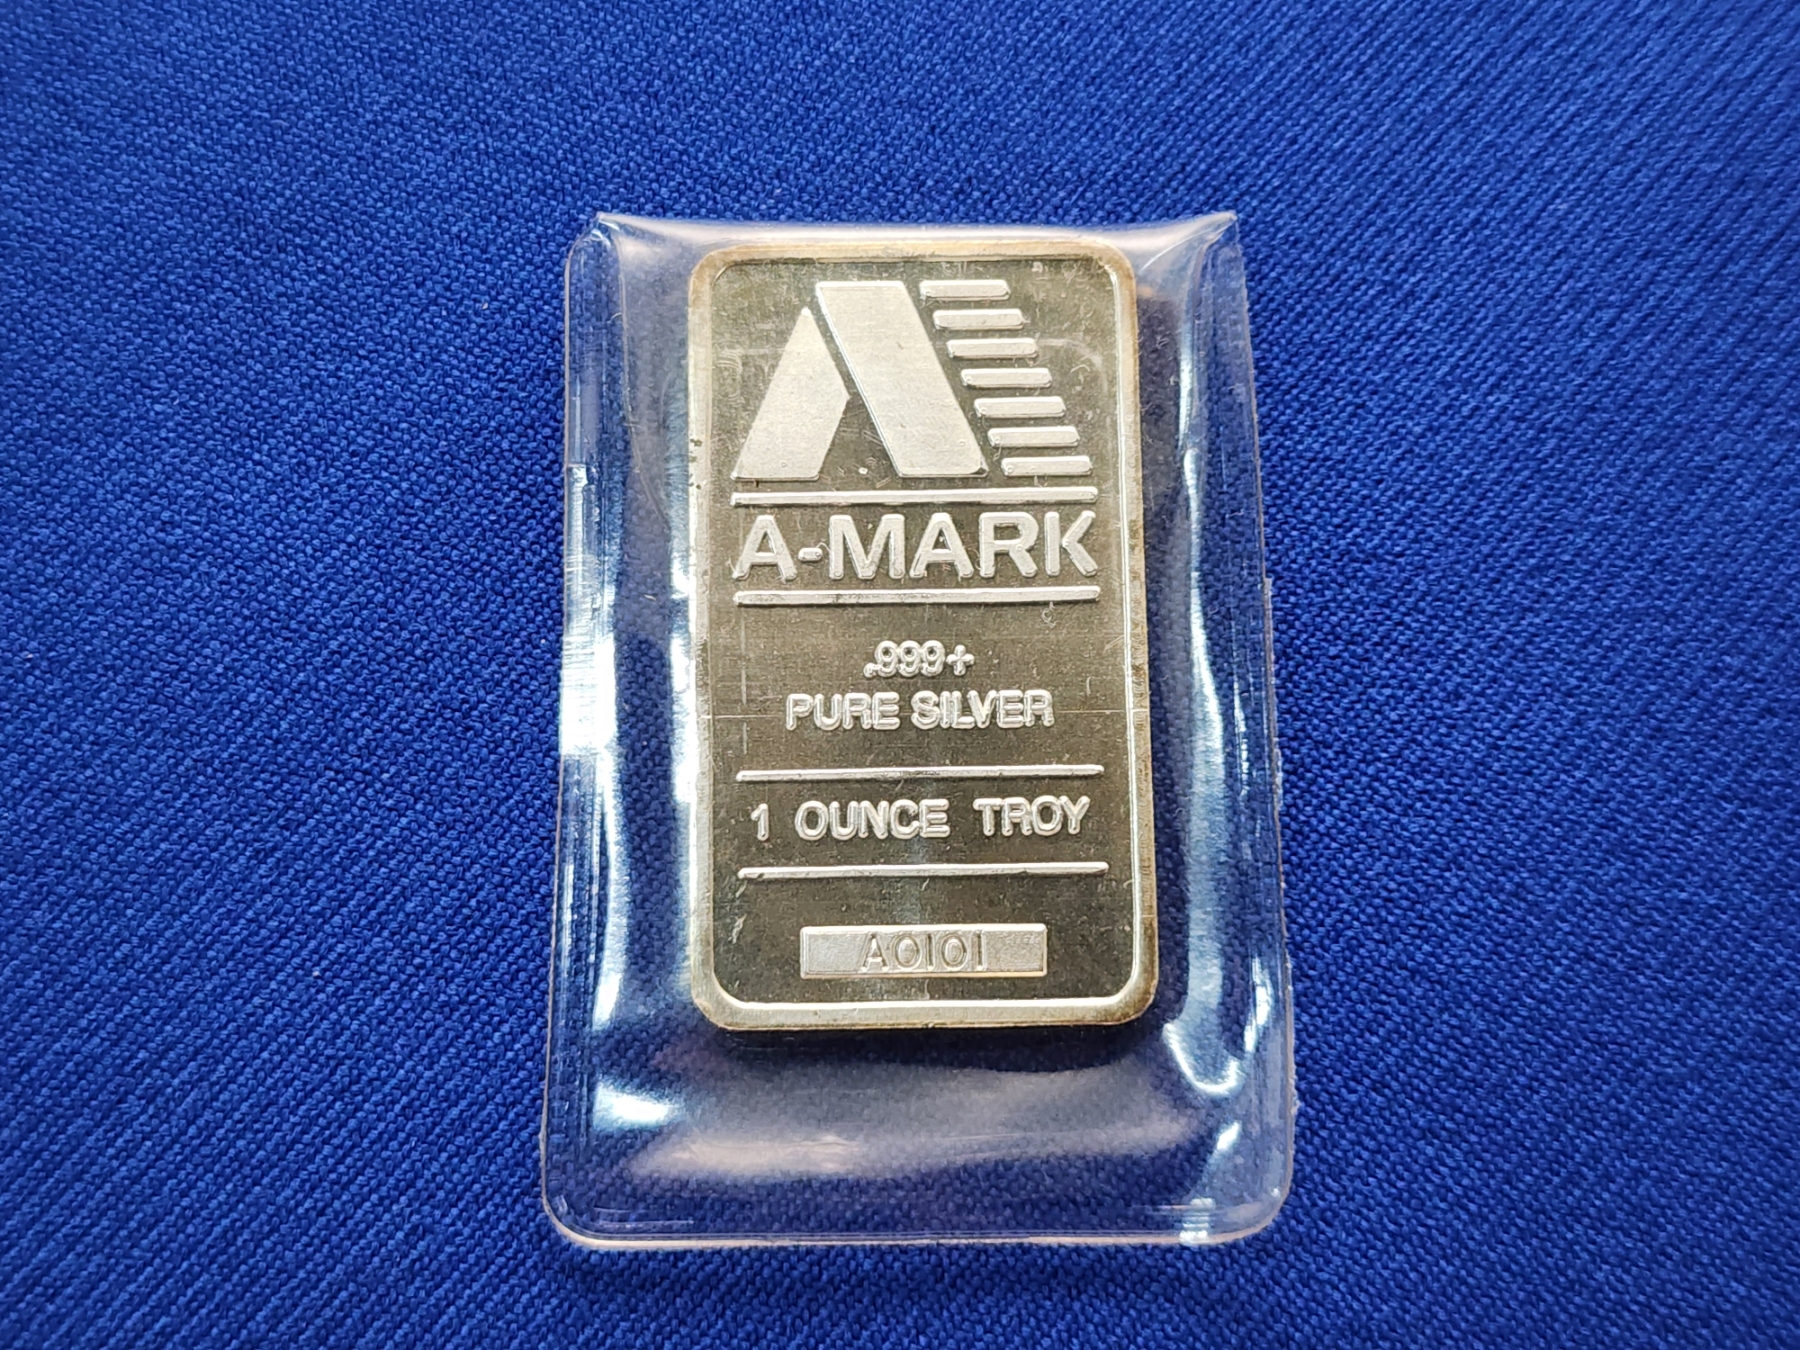 A-MARK
.999+
PURE SILVER
1 OUNCE TROY
A0101